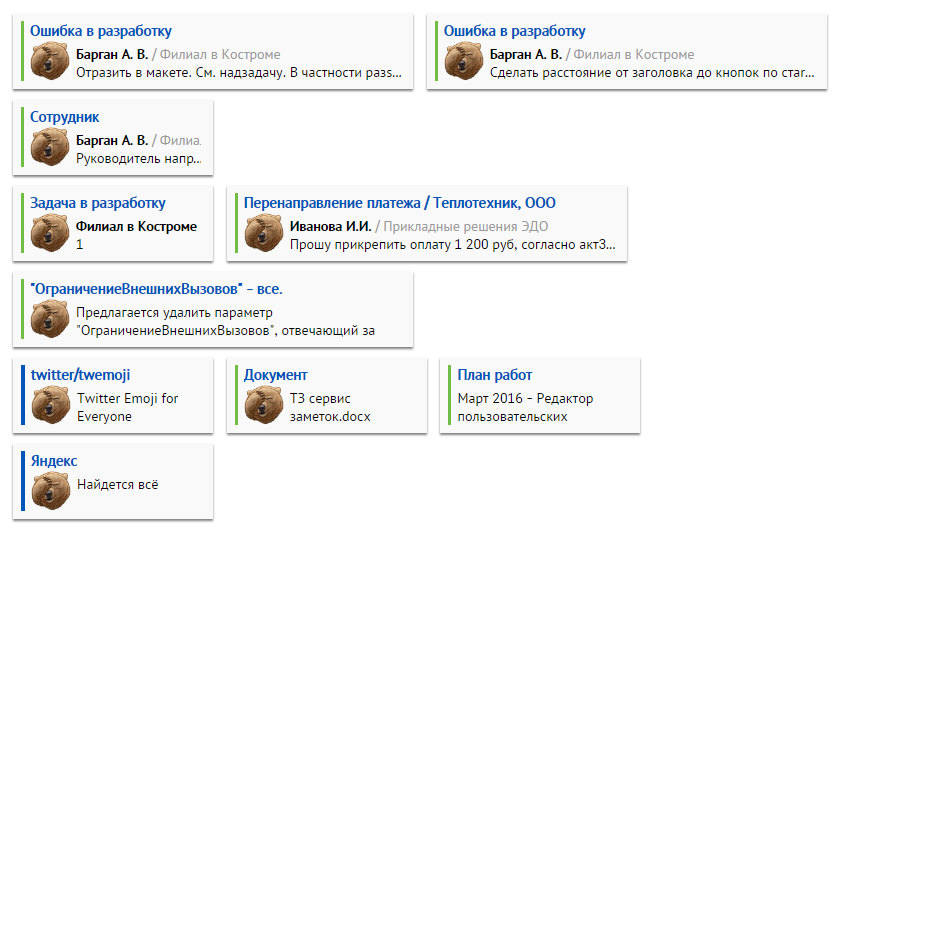 Ошибка в разработку
Барган А. В. / Филиал в Костроме
Отразить в макете. См. надзадачу. В частности разs...
Ошибка в разработку
Барган А. В. / Филиал в Костроме
Сделать расстояние от заголовка до кнопок по стаг...
Сотрудник
Барган А. В. / Филиа
Руководитель напр...
Задача в разработку
Филиал в Костроме
1
Перенаправление платежа / Теплотехник, ООО
Иванова И.И. / Прикладные решения ЭДО
Прошу прикрепить оплату 1 200 руб, согласно акт3...
"ОграничениеВнешнихВызовов" - все.
Предлагается удалить параметр
"ОграничениеВнешнихВызовов", отвечающий за
twitter/twemoji
Twitter Emoji for
Everyone
Документ
ТЗ сервис
заметок.docx
План работ
Март 2016 - Редактор
пользовательских
Яндекс
Найдется всё